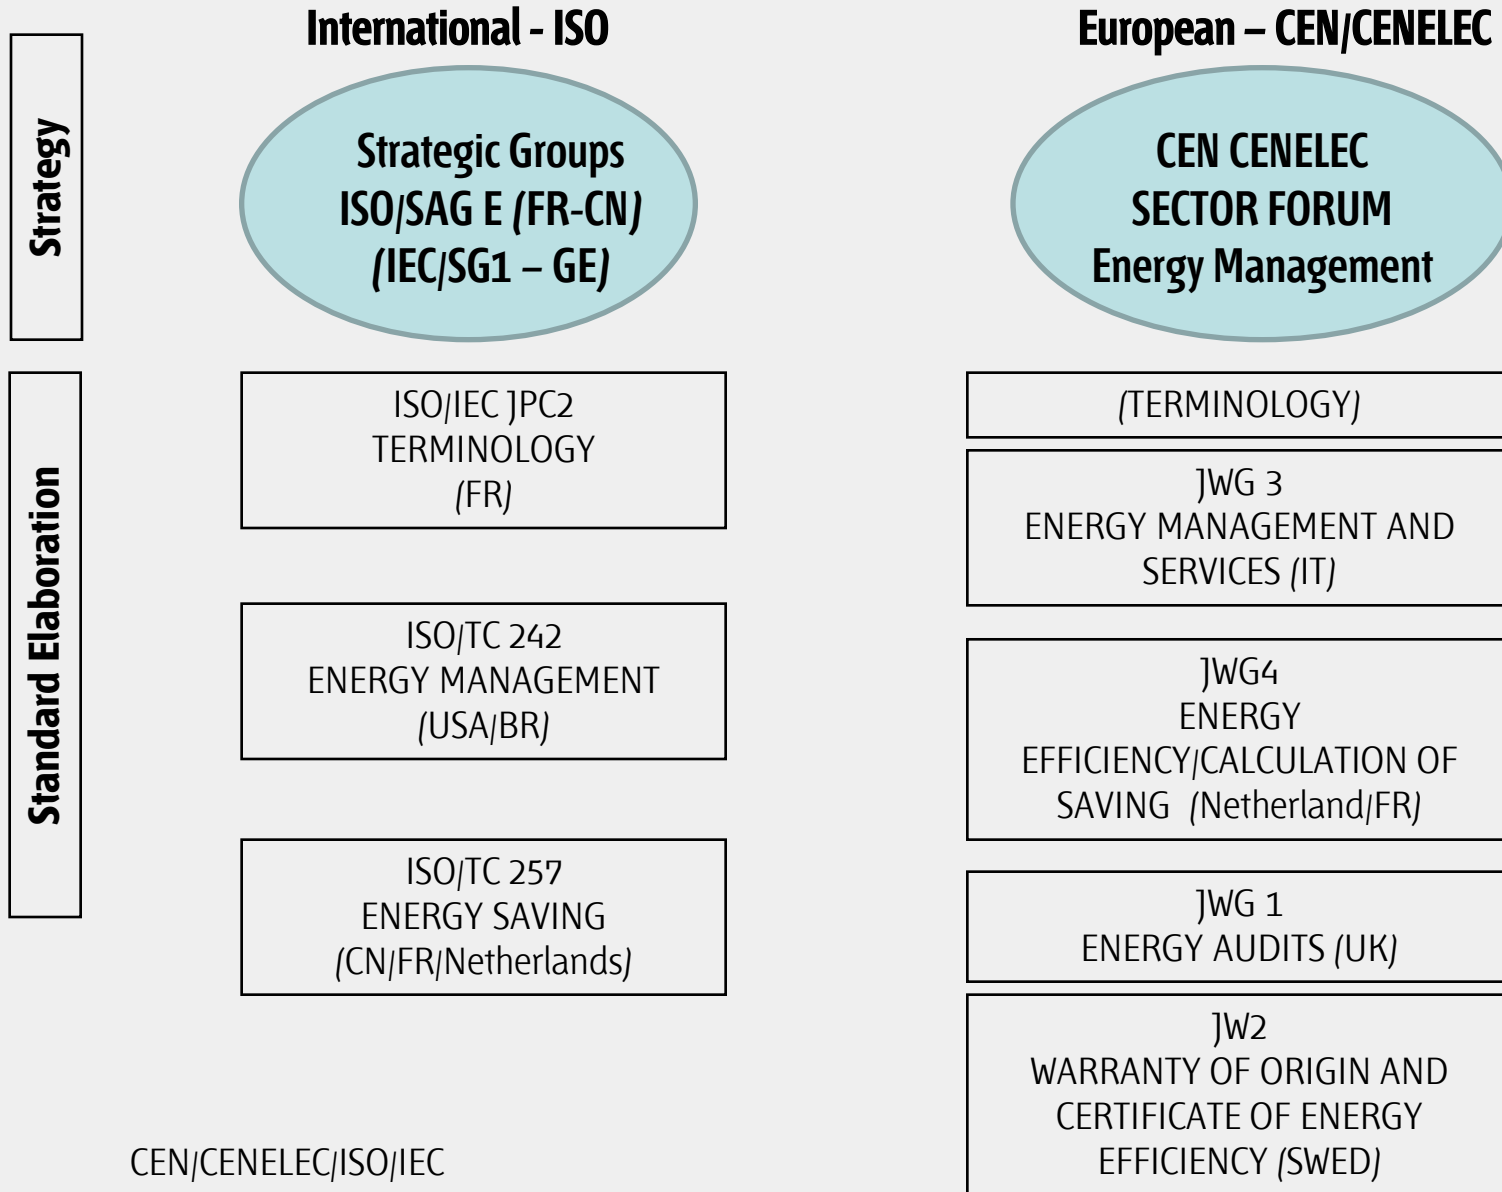 International - ISO
European – CEN/CENELEC
Strategy
Strategic Groups
ISO/SAG E (FR-CN)
(IEC/SG1 – GE)
CEN CENELEC
SECTOR FORUM
Energy Management
Standard Elaboration
ISO/IEC JPC2
TERMINOLOGY
(FR)
ISO/TC 242
ENERGY MANAGEMENT
(USA/BR)
ISO/TC 257
ENERGY SAVING
(CN/FR/Netherlands)
(TERMINOLOGY)
JWG 3
ENERGY MANAGEMENT AND
SERVICES (IT)
JWG4
ENERGY
EFFICIENCY/CALCULATION OF
SAVING (Netherland/FR)
JWG 1
ENERGY AUDITS (UK)
JW2
WARRANTY OF ORIGIN AND
CERTIFICATE OF ENERGY
EFFICIENCY (SWED)
CEN/CENELEC/ISO/IEC